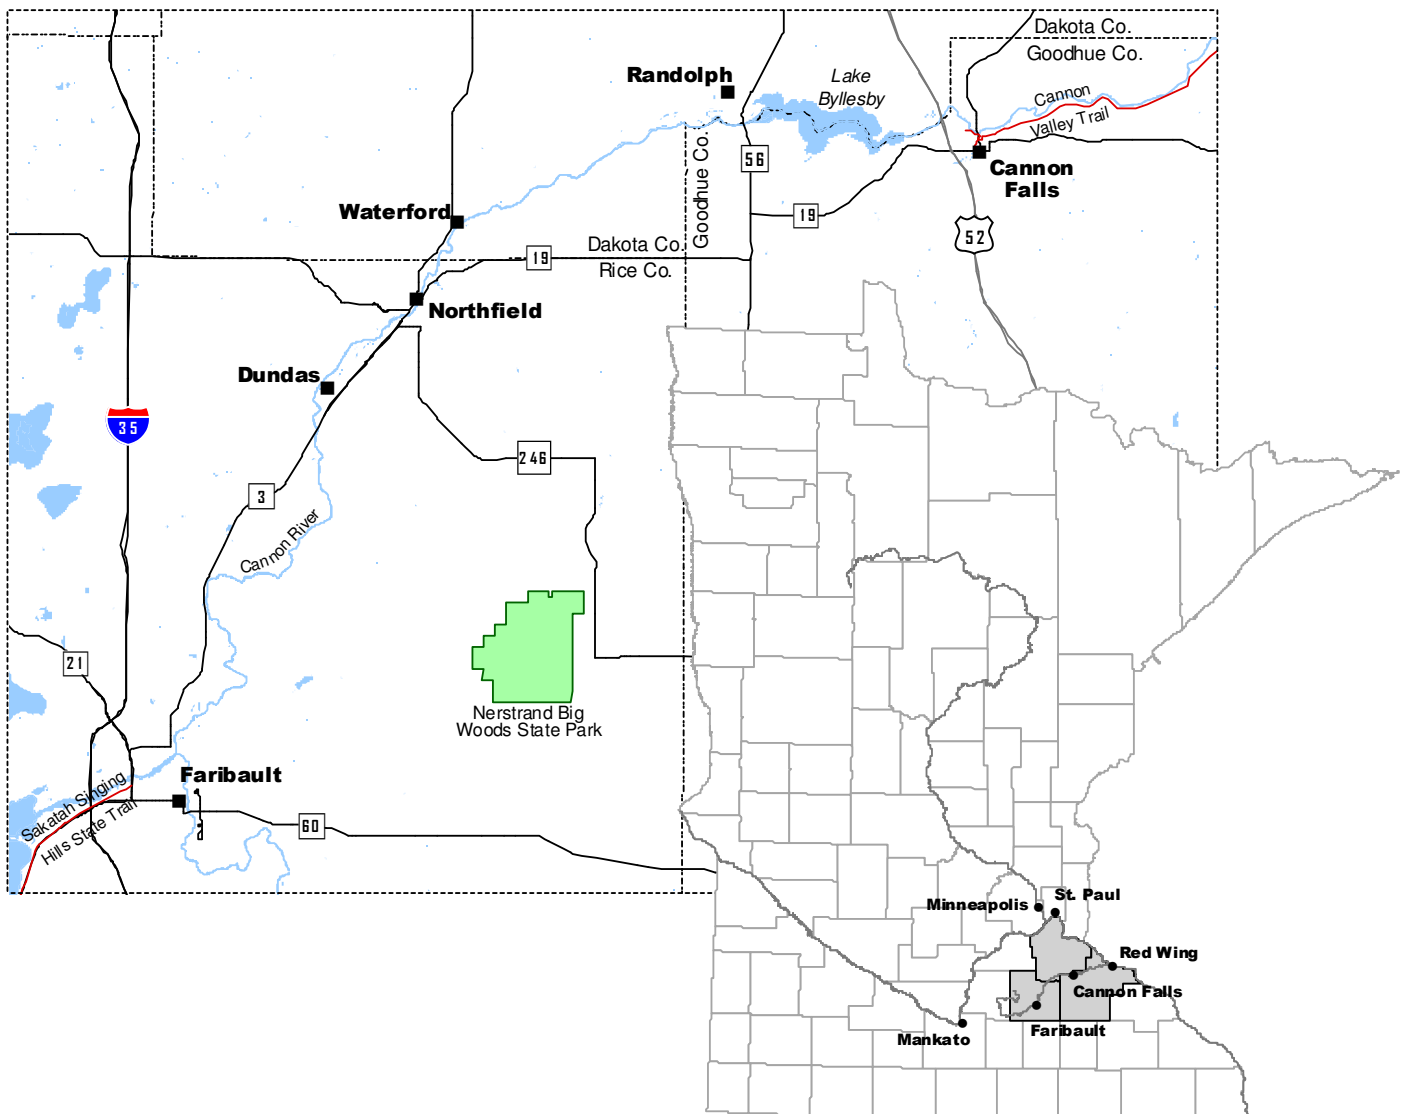 Dakota Co.
Goodhue Co.
Randolph
Lake
Byllesby
Cannon
Valley Trail
56
Goodhue Co.
Cannon
Falls
Waterford
19
52
Dakota Co.
19
Rice Co.
Northfield
Dundas
35
246
3
Cannon River
21
Nerstrand Big
Woods State Park
Faribault
Sakatah Singing
Hills State Trail
60
St. Paul
Minneapolis
Red Wing
Cannon Falls
Faribault
Mankato